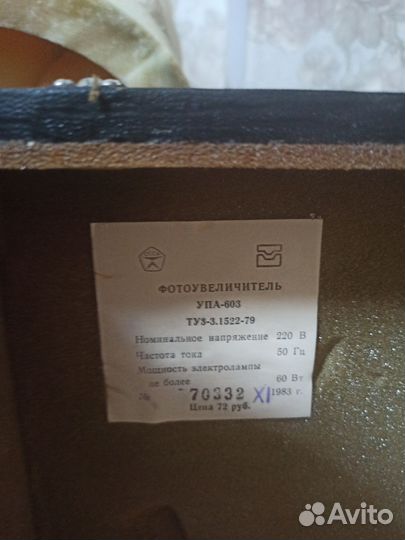 ФОТОУВЕЛИЧИТЕЛЬ
УПА-603
ТУ3-3.1522-79
Номинальное напряжение 220 В
Частота тока 50 Гц
Мощность электролампы
не более 60 Вт
№ 70332 XI 1983 г.
Цена 72 руб.
Avito